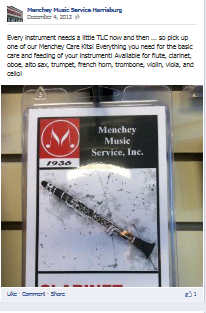 Menchey Music Service Harrisburg
December 4, 2012
Every instrument needs a little TLC now and then ... so pick up
one of our Menchey Care Kits! Everything you need for the basic
care and feeding of your instrument! Available for flute, clarinet,
oboe, alto sax, trumpet, french horn, trombone, violin, viola, and
cello!
Menchey
Music
Service, Inc.
1936
CLARINET
Like · Comment · Share
1